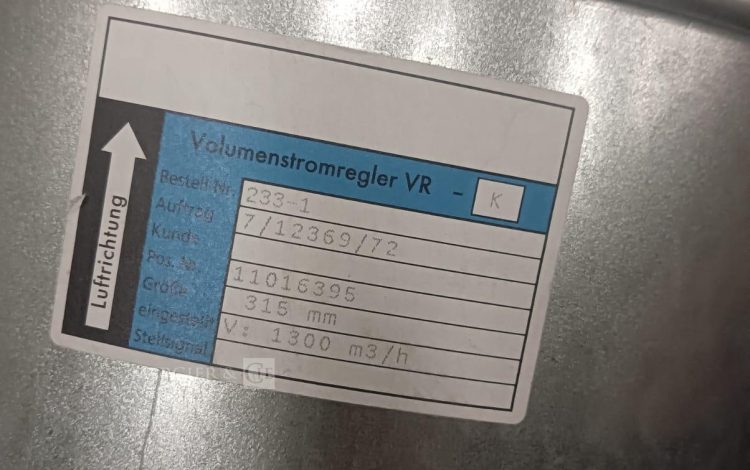 Volumenstromregler VR - K
Bestell Nr. 233-1
Auftrag 7/12369/72
Kunde
Pos. Nr. 11016395
Größe 315 mm
eingestellt V: 1300 m3/h
Stellsignal
Luftrichtung